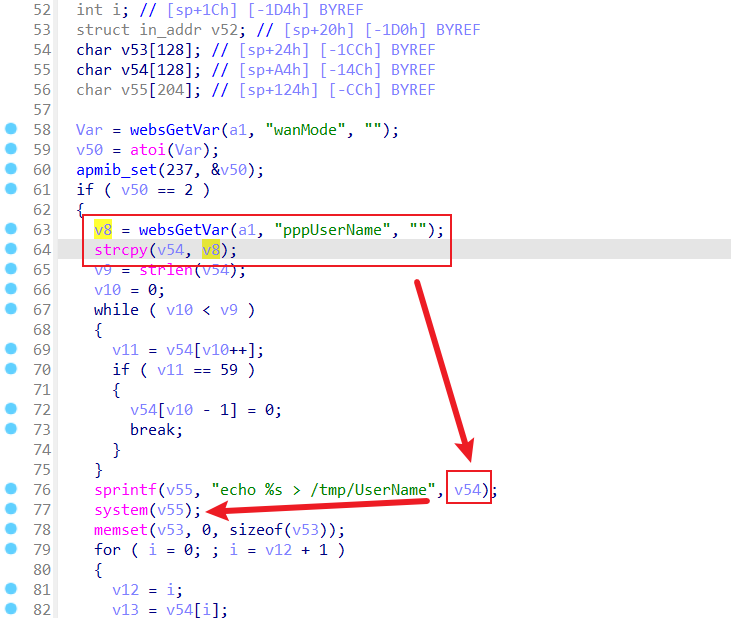 52 int i; // [sp+1Ch] [-1D4h] BYREF
53 struct in_addr v52; // [sp+20h] [-1D0h] BYREF
54 char v53[128]; // [sp+24h] [-1CCh] BYREF
55 char v54[128]; // [sp+A4h] [-14Ch] BYREF
56 char v55[204]; // [sp+124h] [-CCh] BYREF
57
58 Var = websGetVar(a1, "wanMode", "");
59 v50 = atoi(Var);
60 apmib_set(237, &v50);
61 if ( v50 == 2 )
62 {
63 v8 = websGetVar(a1, "pppUserName", "");
64 strcpy(v54, v8);
65 v9 = strlen(v54);
66 v10 = 0;
67 while ( v10 < v9 )
68 {
69 v11 = v54[v10++];
70 if ( v11 == 59 )
71 {
72 v54[v10 - 1] = 0;
73 break;
74 }
75 }
76 sprintf(v55, "echo %s > /tmp/UserName", v54);
77 system(v55);
78 memset(v53, 0, sizeof(v53));
79 for ( i = 0; ; i = v12 + 1 )
80 {
81 v12 = i;
82 v13 = v54[i];